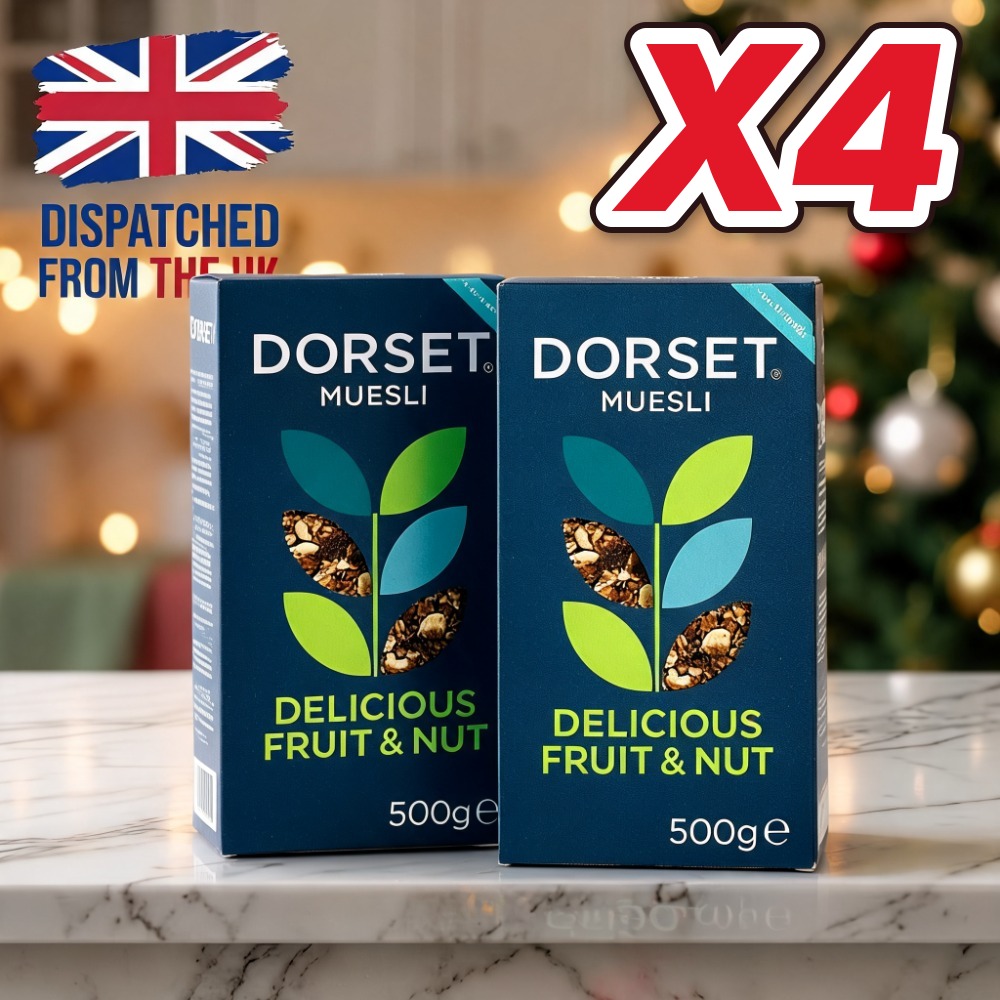 X4
DISPATCHED
FROM THE UK
DORSET
MUESLI
DELICIOUS
FRUIT & NUT
500g e
DORSET
MUESLI
DELICIOUS
FRUIT & NUT
500g e